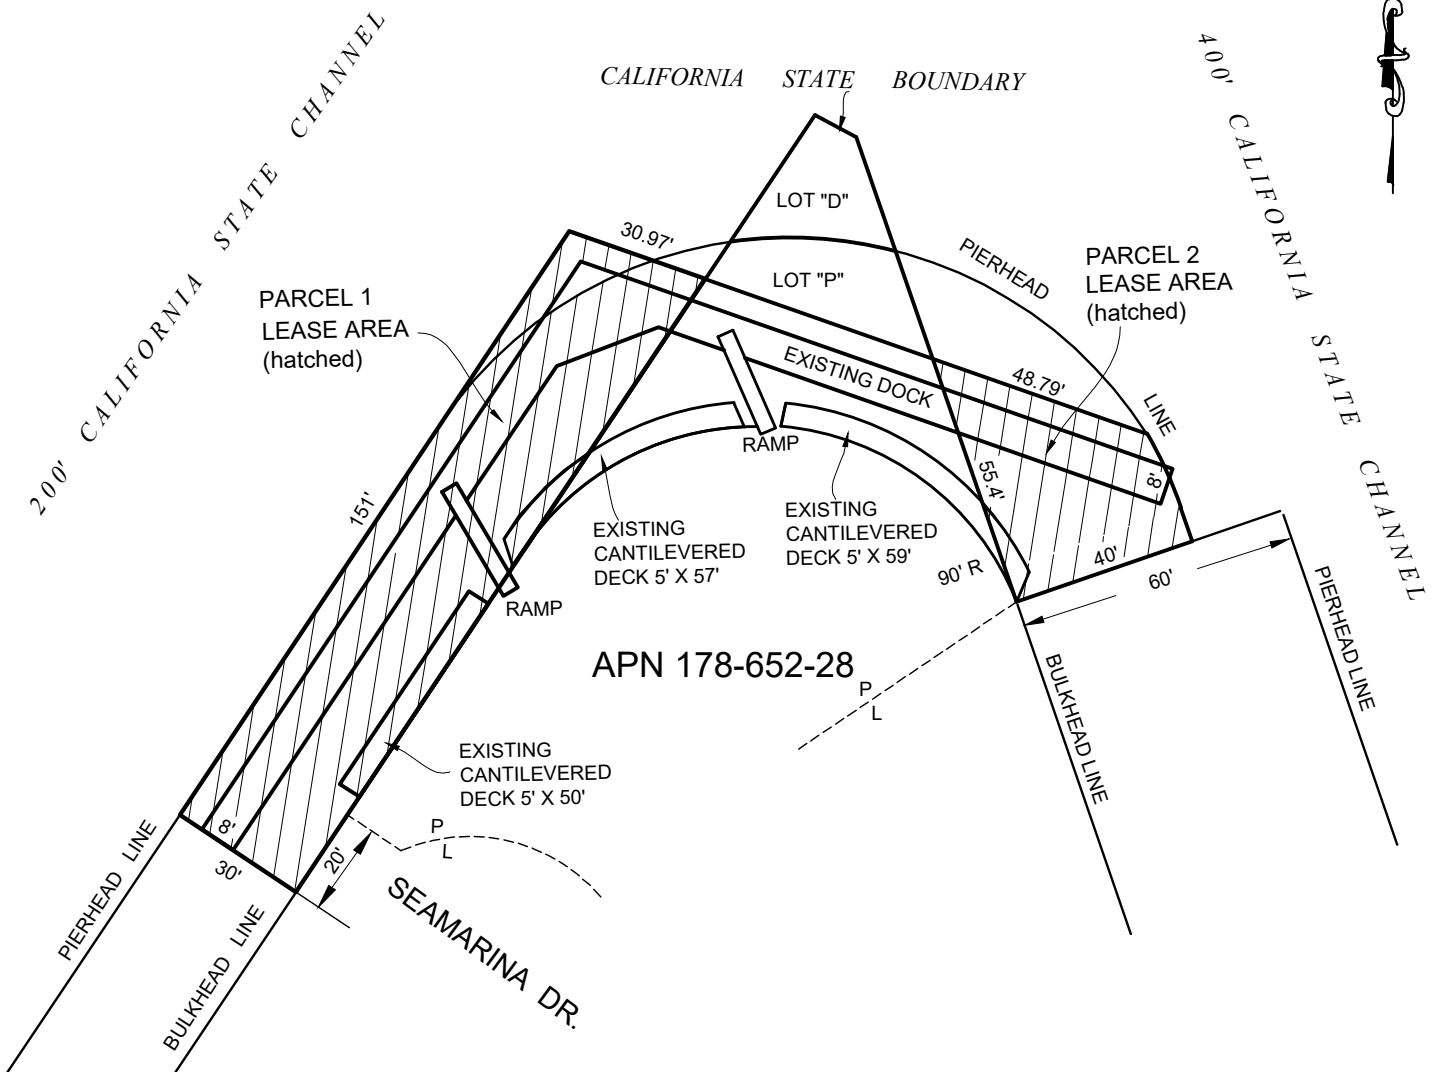 200' CALIFORNIA STATE CHANNEL
CALIFORNIA STATE BOUNDARY
400' CALIFORNIA STATE CHANNEL
LOT "D"
30.97'
PIERHEAD
LINE
PARCEL 2
LEASE AREA
(hatched)
LOT "P"
PARCEL 1
LEASE AREA
(hatched)
EXISTING DOCK
48.79'
RAMP
8'
55.4'
151'
EXISTING
CANTILEVERED
DECK 5' X 57'
EXISTING
CANTILEVERED
DECK 5' X 59'
90' R
40'
60'
RAMP
APN 178-652-28
P
L
PIERHEAD LINE
BULKHEAD LINE
EXISTING
CANTILEVERED
DECK 5' X 50'
P
L
8'
30'
20'
PIERHEAD LINE
BULKHEAD LINE
SEAMARINA DR.